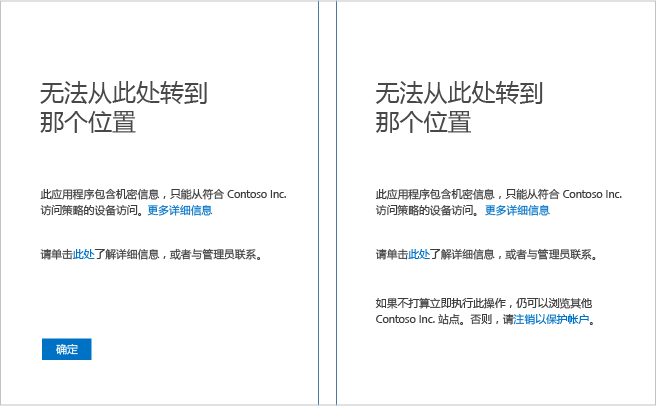 无法从此处转到
那个位置
此应用程序包含机密信息，只能从符合 Contoso Inc.
访问策略的设备访问。更多详细信息
请单击此处了解详细信息，或者与管理员联系。
确定
无法从此处转到
那个位置
此应用程序包含机密信息，只能从符合 Contoso Inc.
访问策略的设备访问。更多详细信息
请单击此处了解详细信息，或者与管理员联系。
如果不打算立即执行此操作，仍可以浏览其他
Contoso Inc. 站点。否则，请注销以保护帐户。